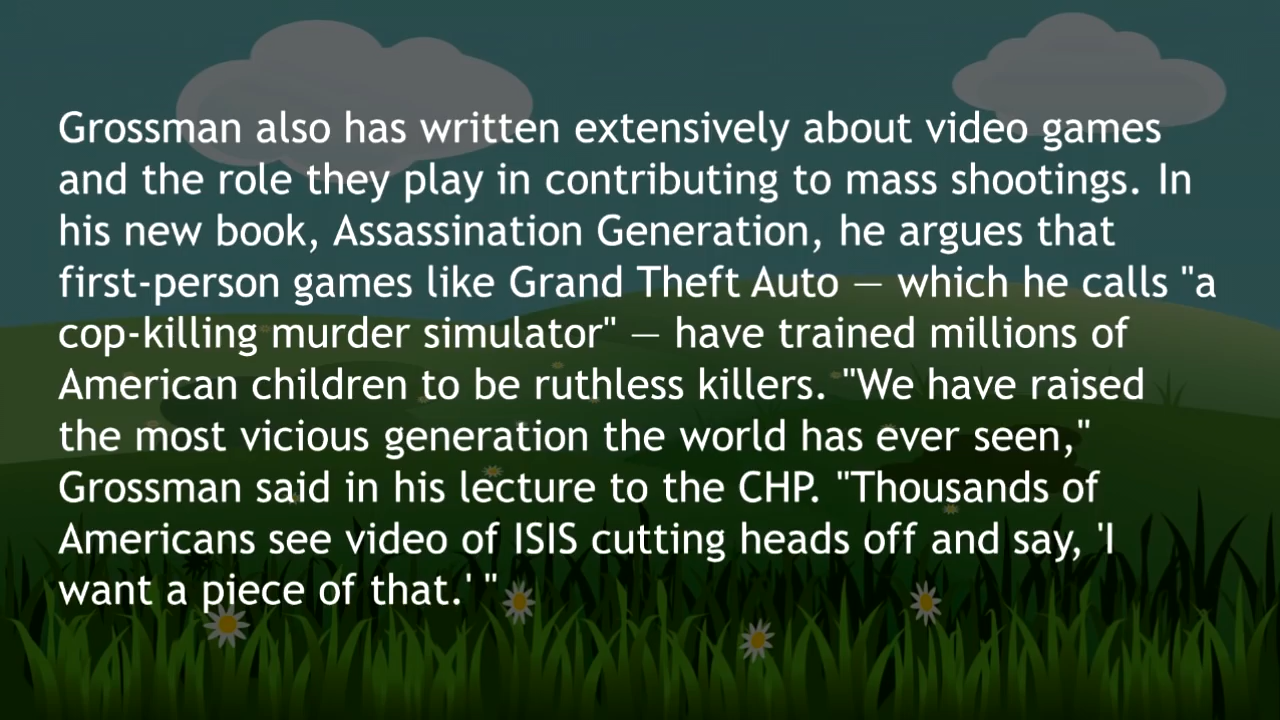 Grossman also has written extensively about video games
and the role they play in contributing to mass shootings. In
his new book, Assassination Generation, he argues that
first-person games like Grand Theft Auto — which he calls "a
cop-killing murder simulator" — have trained millions of
American children to be ruthless killers. "We have raised
the most vicious generation the world has ever seen,"
Grossman said in his lecture to the CHP. "Thousands of
Americans see video of ISIS cutting heads off and say, 'I
want a piece of that.' "